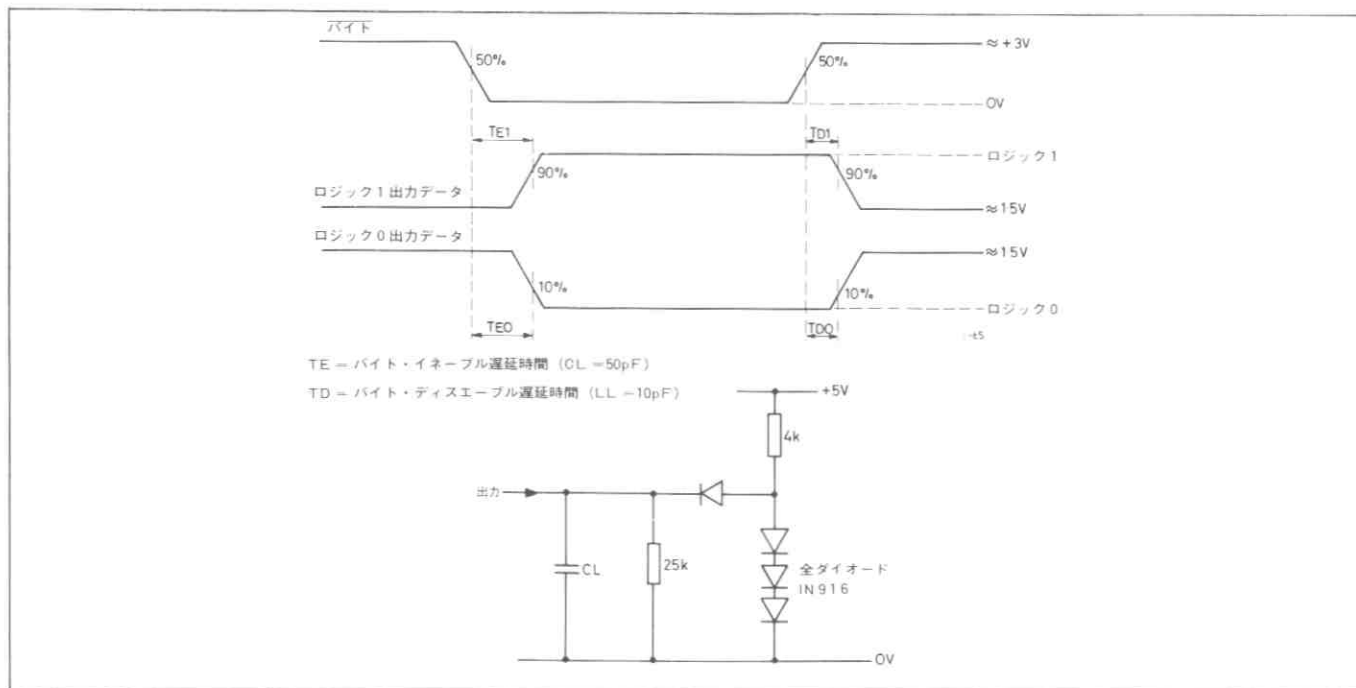 バイト
50%
50%
≈+3V
0V
TE1
TD1
ロジック1
90%
90%
ロジック1出力データ
≈15V
ロジック0出力データ
≈15V
10%
10%
ロジック0
TE0
TD0
TE = バイト・イネーブル遅延時間 (CL =50pF)
TD = バイト・ディスエーブル遅延時間 (LL =10pF)
+5V
4k
出力
CL
25k
全ダイオード
IN916
0V